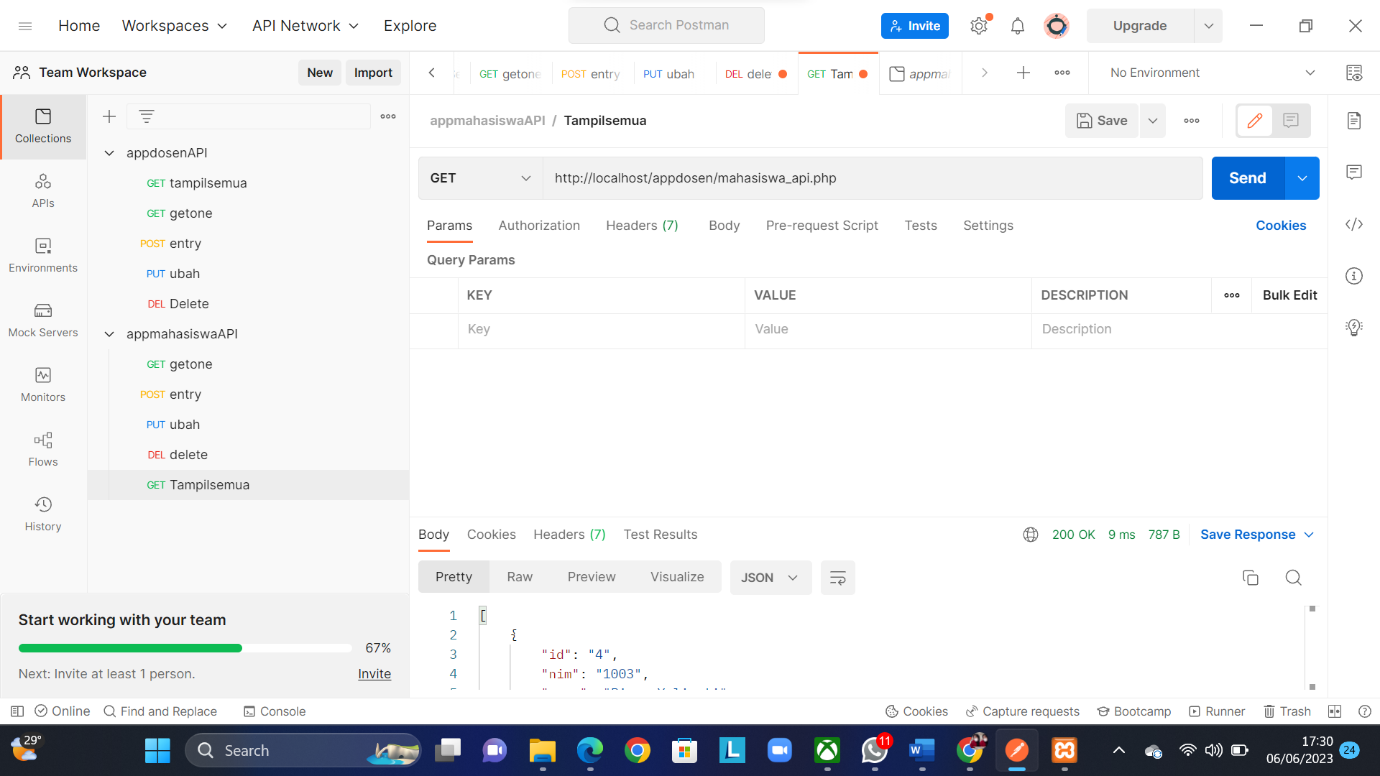 Home Workspaces API Network Explore Search Postman Invite Upgrade
Team Workspace New Import
GET getone POST entry PUT ubah DEL dele GET Tam appma No Environment
Collections
APIs
Environments
Mock Servers
Monitors
Flows
History
appdosenAPI
GET tampilsemua
GET getone
POST entry
PUT ubah
DEL Delete
appmahasiswaAPI
GET getone
POST entry
PUT ubah
DEL delete
GET Tampilsemua
appmahasiswaAPI / Tampilsemua Save
GET http://localhost/appdosen/mahasiswa_api.php Send
Params Authorization Headers (7) Body Pre-request Script Tests Settings Cookies
Query Params
KEY VALUE DESCRIPTION Bulk Edit
Key Value Description
Body Cookies Headers (7) Test Results 200 OK 9 ms 787 B Save Response
Pretty Raw Preview Visualize JSON
1 [
2 {
3 "id": "4",
4 "nim": "1003",
Start working with your team
67%
Next: Invite at least 1 person. Invite
Online Find and Replace Console Cookies Capture requests Bootcamp Runner Trash
29°
Search
L
11
17:30
06/06/2023
24